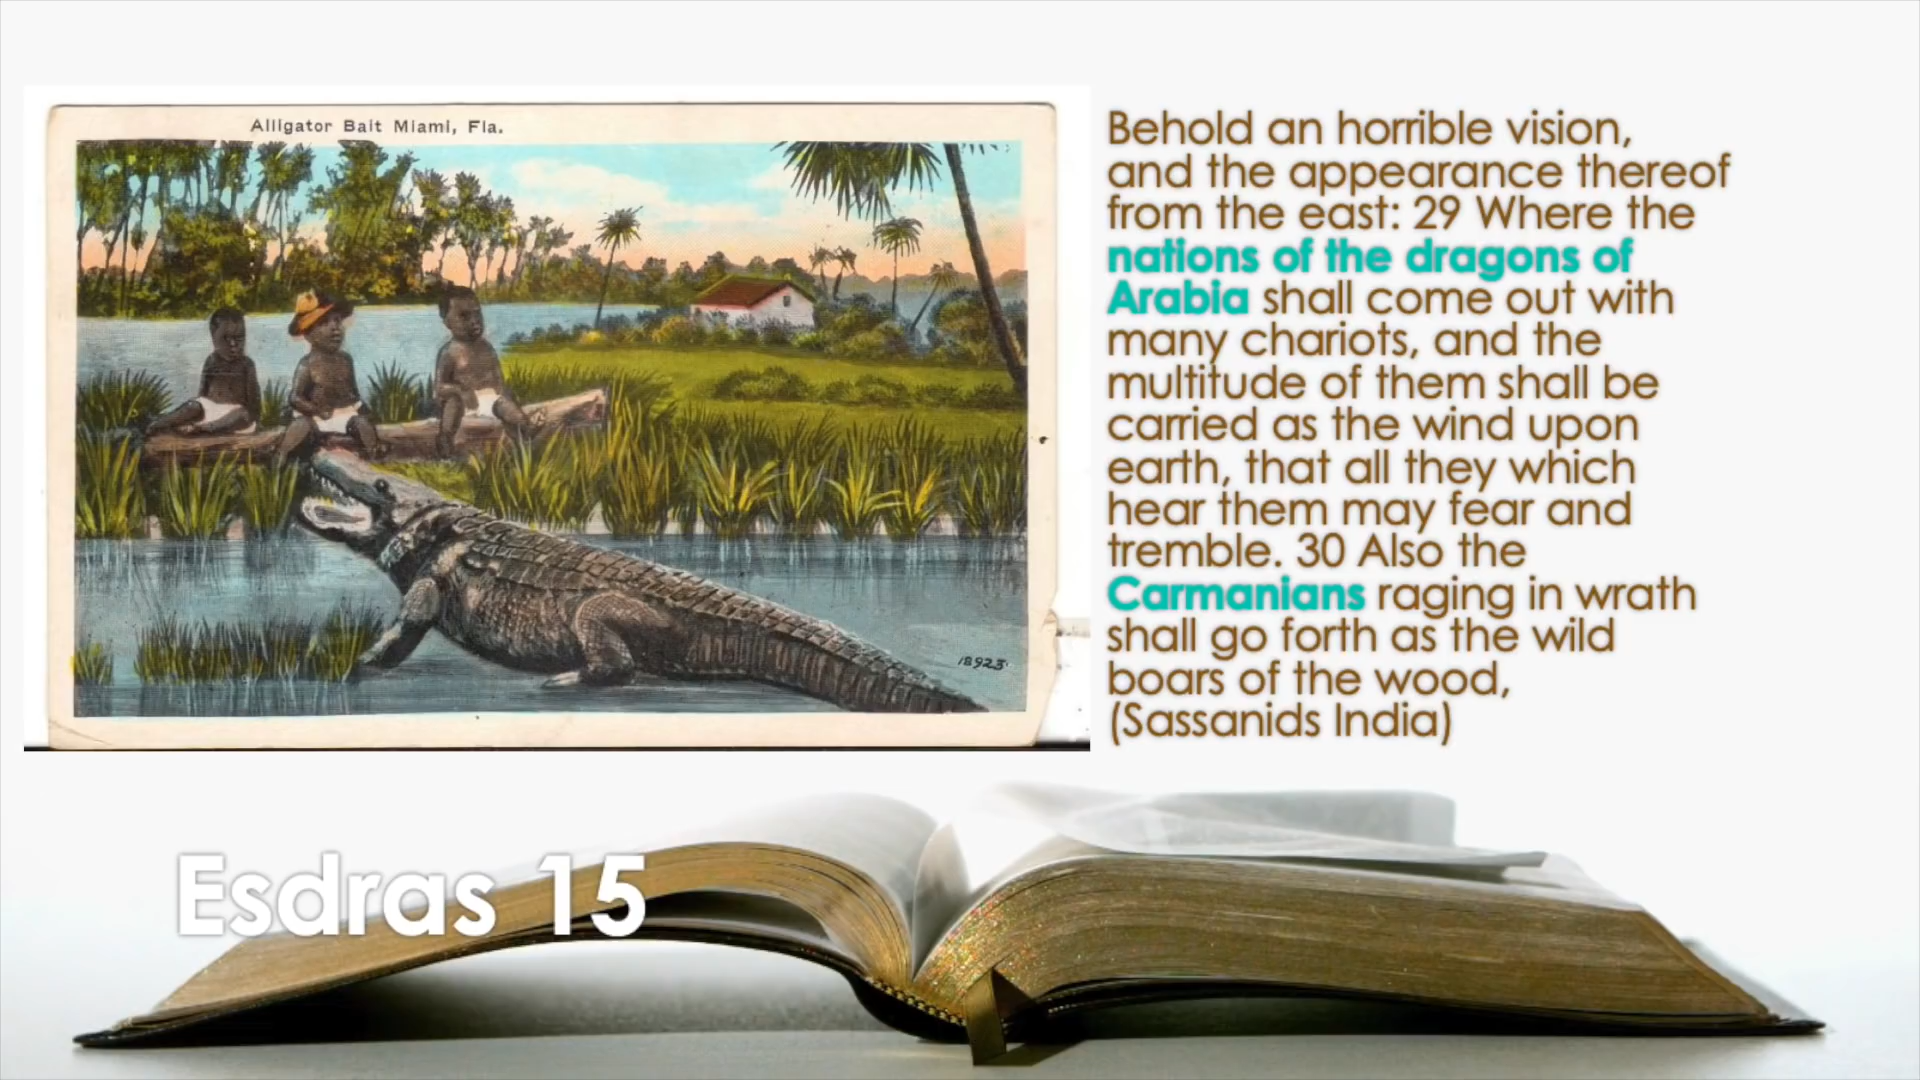 Alligator Bait Miami, Fla.
18923
Behold an horrible vision,
and the appearance thereof
from the east: 29 Where the
nations of the dragons of
Arabia shall come out with
many chariots, and the
multitude of them shall be
carried as the wind upon
earth, that all they which
hear them may fear and
tremble. 30 Also the
Carmanians raging in wrath
shall go forth as the wild
boars of the wood,
(Sassanids India)
Esdras 15